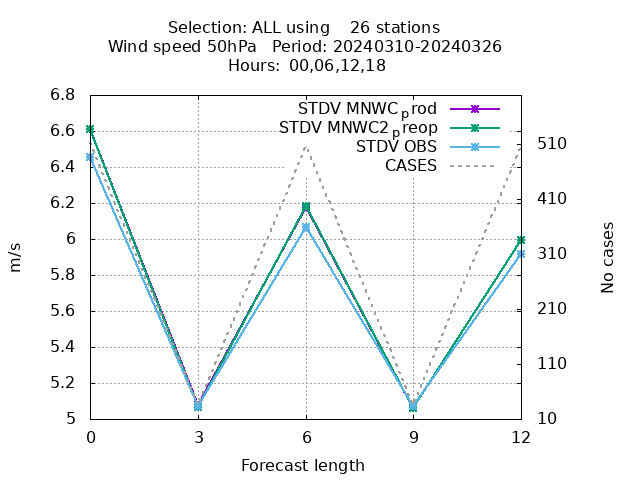 Selection: ALL using    26 stations
Wind speed 50hPa   Period: 20240310-20240326
Hours: 00,06,12,18
STDV MNWC_prod
STDV MNWC2_preop
STDV OBS
CASES
6.8
6.6
6.4
6.2
6
5.8
5.6
5.4
5.2
5
m/s
510
410
310
210
110
10
No cases
0 3 6 9 12
Forecast length